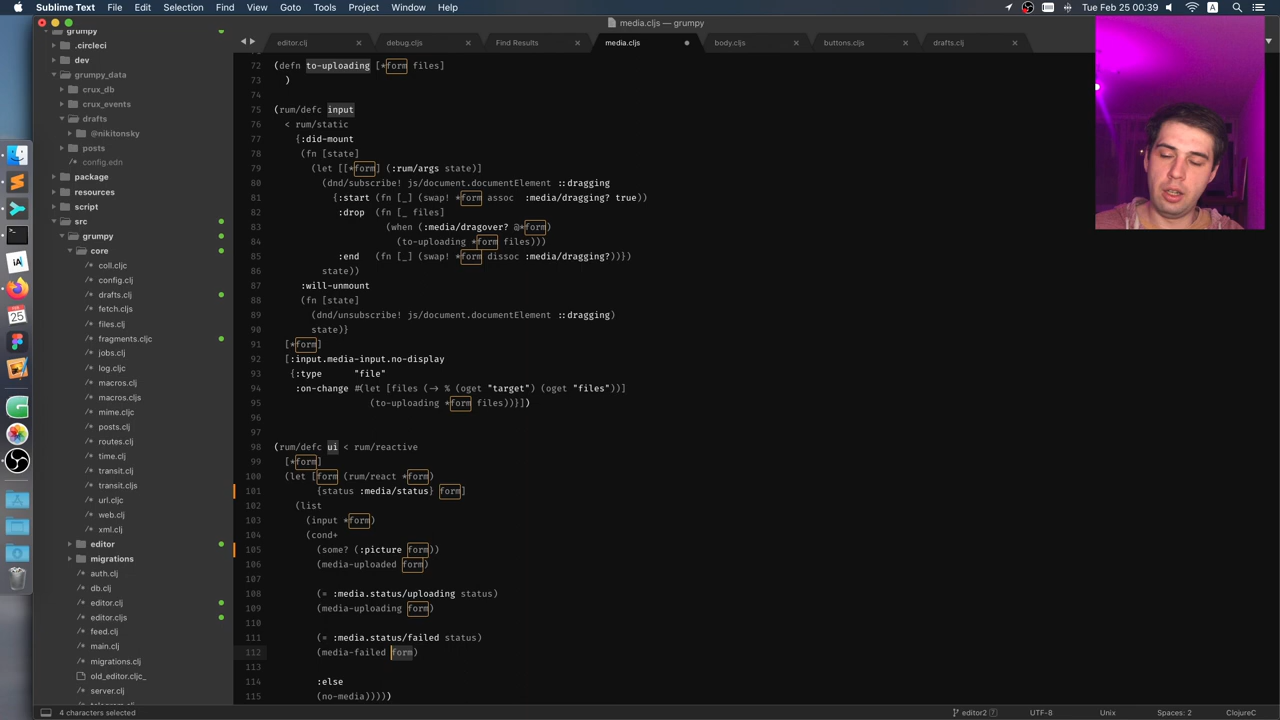 Sublime Text File Edit Selection Find View Goto Tools Project Window Help
Tue Feb 25 00:39
media.cljs — grumpy
editor.clj
debug.cljs
Find Results
media.cljs
body.cljs
buttons.cljs
drafts.clj
grumpy
.circleci
dev
grumpy_data
crux_db
crux_events
drafts
@nikitonsky
posts
config.edn
package
resources
script
src
grumpy
core
coll.cljc
config.clj
drafts.clj
fetch.cljs
files.clj
fragments.cljc
jobs.clj
log.cljc
macros.clj
macros.cljs
mime.cljc
posts.clj
routes.clj
time.clj
transit.clj
transit.cljs
url.cljc
web.clj
xml.clj
editor
migrations
auth.clj
db.clj
editor.clj
editor.cljs
feed.clj
main.clj
migrations.clj
old_editor.cljc_
server.clj
72 (defn to-uploading [*form files]
73 )
74
75 (rum/defc input
76 < rum/static
77 {:did-mount
78 (fn [state]
79 (let [[*form] (:rum/args state)]
80 (dnd/subscribe! js/document.documentElement ::dragging
81 {:start (fn [_] (swap! *form assoc :media/dragging? true))
82 :drop (fn [_ files]
83 (when (:media/dragover? @*form)
84 (to-uploading *form files)))
85 :end (fn [_] (swap! *form dissoc :media/dragging?))})
86 state))
87 :will-unmount
88 (fn [state]
89 (dnd/unsubscribe! js/document.documentElement ::dragging)
90 state)}
91 [*form]
92 [:input.media-input.no-display
93 {:type "file"
94 :on-change #(let [files (-> % (oget "target") (oget "files"))]
95 (to-uploading *form files))}])
96
97
98 (rum/defc ui < rum/reactive
99 [*form]
100 (let [form (rum/react *form)
101 {status :media/status} form]
102 (list
103 (input *form)
104 (cond+
105 (some? (:picture form))
106 (media-uploaded form)
107
108 (= :media.status/uploading status)
109 (media-uploading form)
110
111 (= :media.status/failed status)
112 (media-failed form)
113
114 :else
115 (no-media)))))
4 characters selected
editor2 7
UTF-8
Unix
Spaces: 2
ClojureC